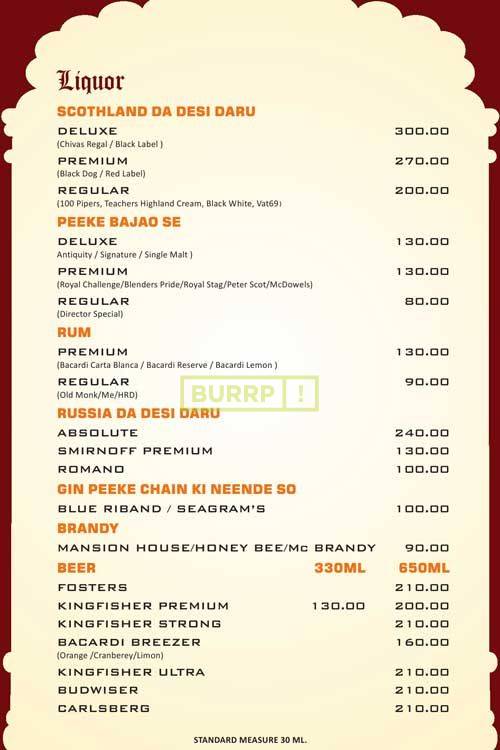 Liquor
SCOTHLAND DA DESI DARU
DELUXE 300.00
(Chivas Regal / Black Label )
PREMIUM 270.00
(Black Dog / Red Label)
REGULAR 200.00
(100 Pipers, Teachers Highland Cream, Black White, Vat69)
PEEKE BAJAO SE
DELUXE 130.00
Antiquity / Signature / Single Malt )
PREMIUM 130.00
(Royal Challenge/Blenders Pride/Royal Stag/Peter Scot/McDowels)
REGULAR 80.00
(Director Special)
RUM
PREMIUM 130.00
(Bacardi Carta Blanca / Bacardi Reserve / Bacardi Lemon )
REGULAR 90.00
(Old Monk/Me/HRD)
BURRP !
RUSSIA DA DESI DARU
ABSOLUTE 240.00
SMIRNOFF PREMIUM 130.00
ROMANO 100.00
GIN PEEKE CHAIN KI NEENDE SO
BLUE RIBAND / SEAGRAM'S 100.00
BRANDY
MANSION HOUSE/HONEY BEE/Mc BRANDY 90.00
BEER 330ML 650ML
FOSTERS 210.00
KINGFISHER PREMIUM 130.00 200.00
KINGFISHER STRONG 210.00
BACARDI BREEZER 160.00
(Orange /Cranberey/Limon)
KINGFISHER ULTRA 210.00
BUDWISER 210.00
CARLSBERG 210.00
STANDARD MEASURE 30 ML.